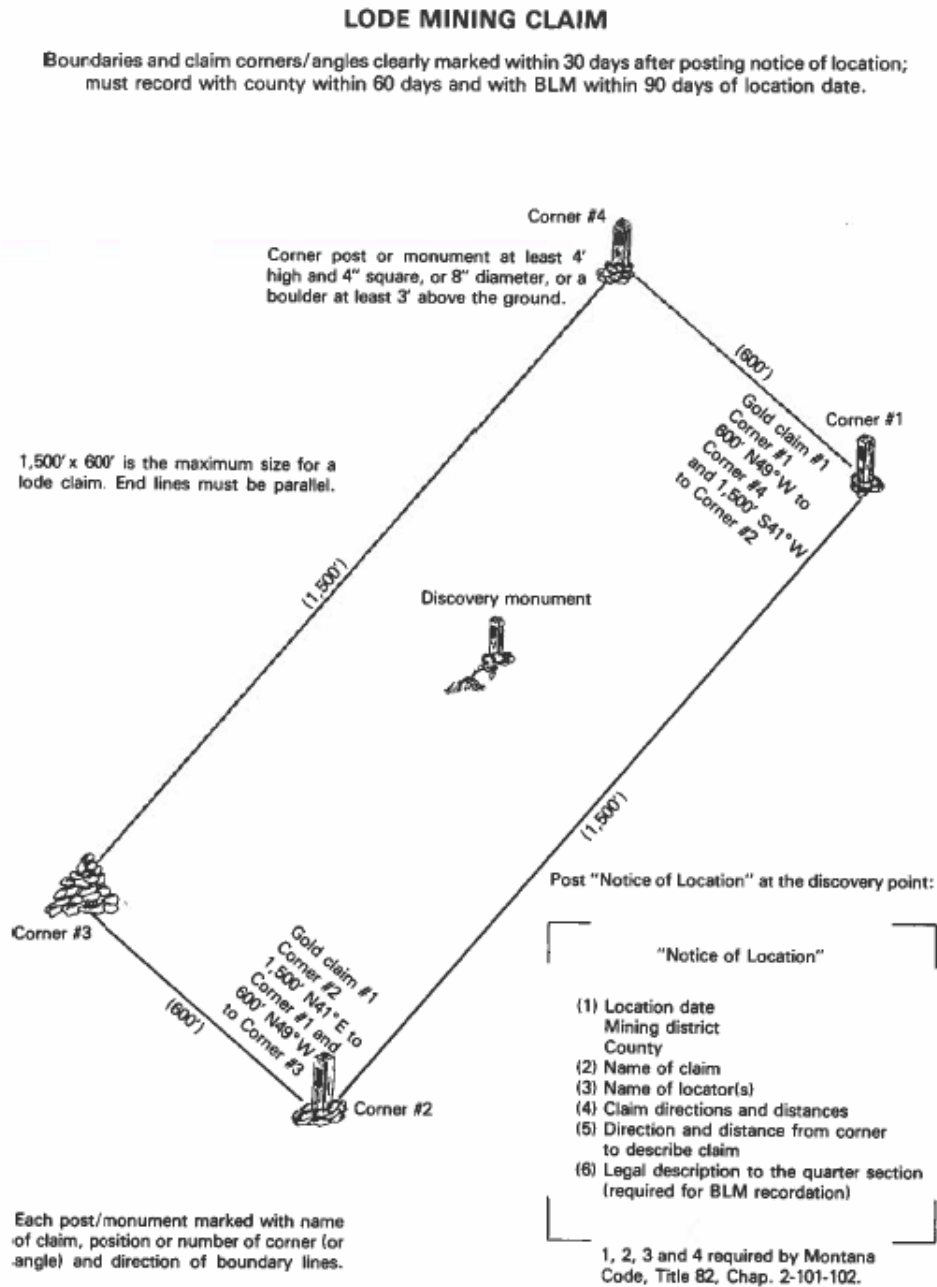 LODE MINING CLAIM
Boundaries and claim corners/angles clearly marked within 30 days after posting notice of location;
must record with county within 60 days and with BLM within 90 days of location date.
Corner #4
Corner post or monument at least 4'
high and 4" square, or 8" diameter, or a
boulder at least 3' above the ground.
(600')
Corner #1
Gold claim #1
Corner #1
600' N49°W to
Corner #4
and 1,500' S41°W
to Corner #2
1,500' x 600' is the maximum size for a
lode claim. End lines must be parallel.
(1,500')
Discovery monument
(1,500')
Corner #3
(600')
Gold claim #1
Corner #2
1,500' N41°E to
Corner #1 and
600' N49°W
to Corner #3
Corner #2
Post "Notice of Location" at the discovery point:
"Notice of Location"
(1) Location date
Mining district
County
(2) Name of claim
(3) Name of locator(s)
(4) Claim directions and distances
(5) Direction and distance from corner
to describe claim
(6) Legal description to the quarter section
(required for BLM recordation)
Each post/monument marked with name
of claim, position or number of corner (or
angle) and direction of boundary lines.
1, 2, 3 and 4 required by Montana
Code, Title 82, Chap. 2-101-102.